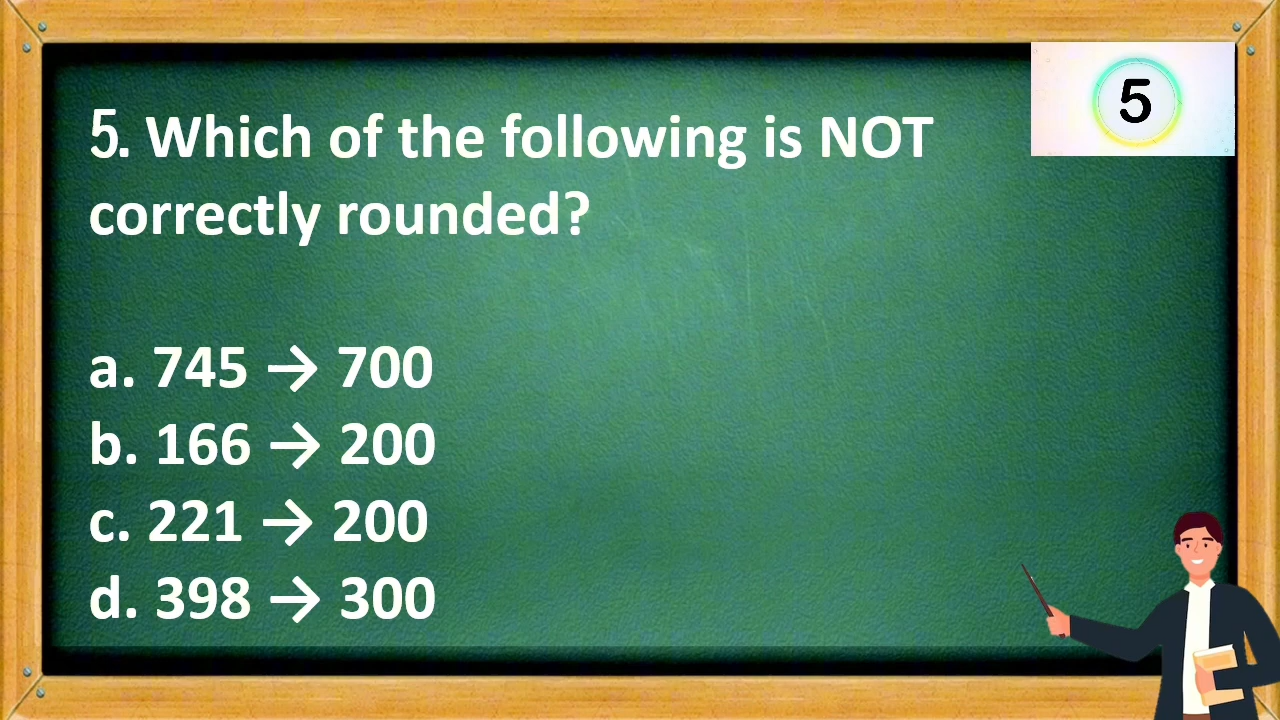 5. Which of the following is NOT
correctly rounded?
a. 745 → 700
b. 166 → 200
c. 221 → 200
d. 398 → 300
5